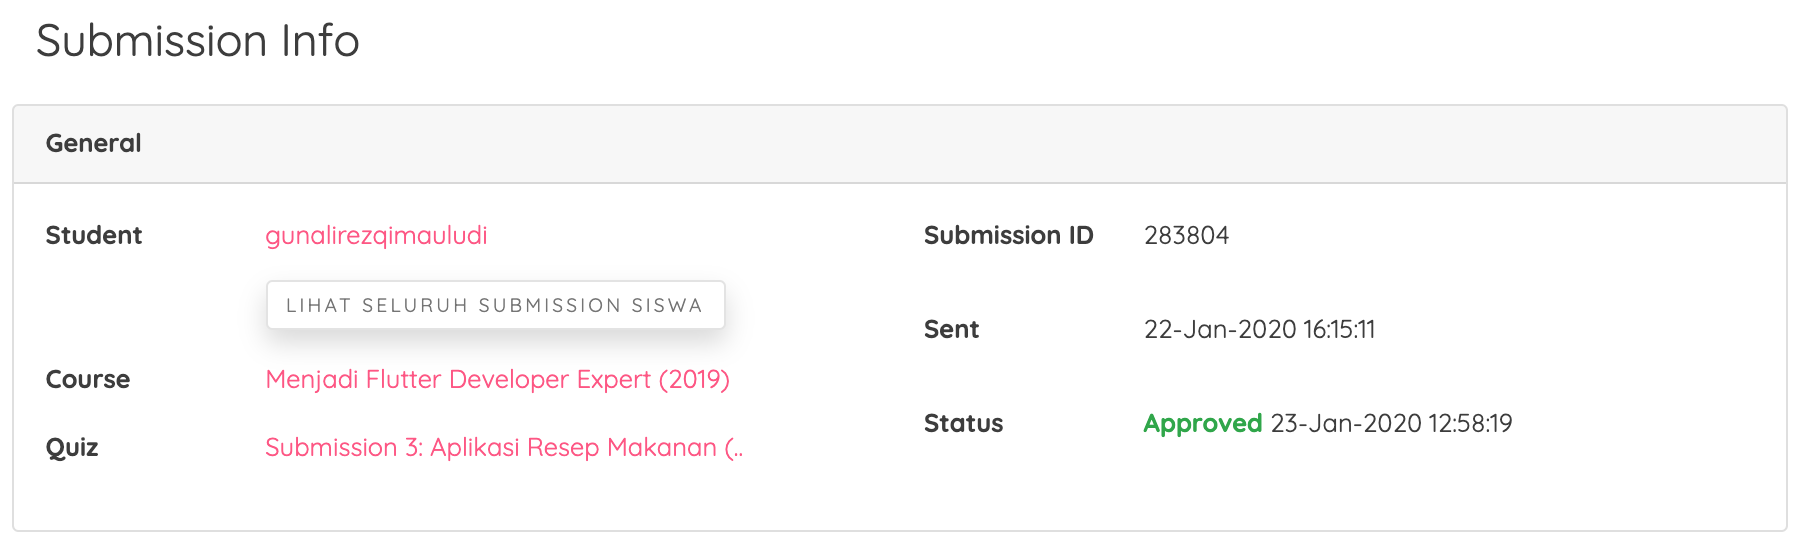 Submission Info
General
Student gunalirezqimauludi
LIHAT SELURUH SUBMISSION SISWA
Course Menjadi Flutter Developer Expert (2019)
Quiz Submission 3: Aplikasi Resep Makanan (..
Submission ID 283804
Sent 22-Jan-2020 16:15:11
Status Approved 23-Jan-2020 12:58:19